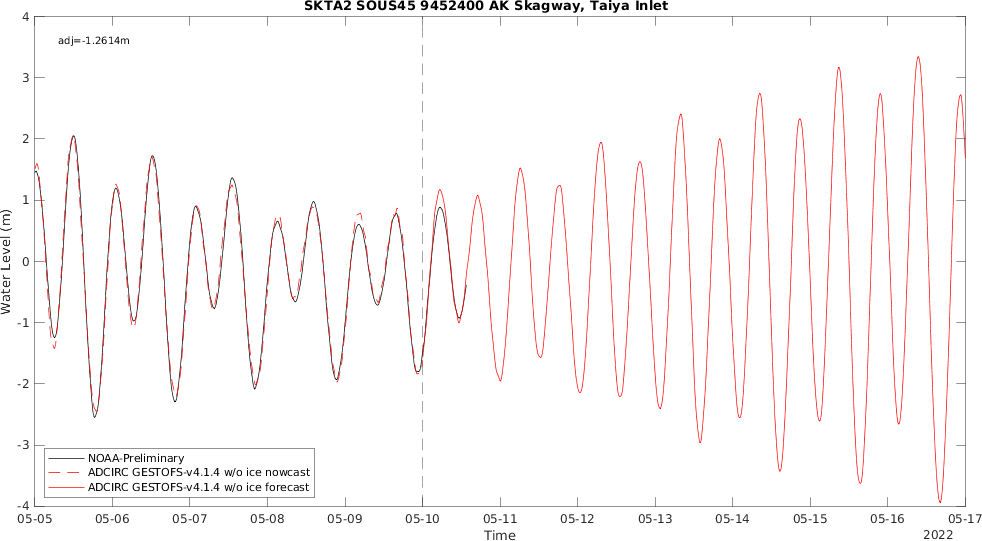 SKTA2 SOUS45 9452400 AK Skagway, Taiya Inlet
adj=-1.2614m
4
3
2
1
0
-1
-2
-3
-4
Water Level (m)
NOAA-Preliminary
ADCIRC GESTOFS-v4.1.4 w/o ice nowcast
ADCIRC GESTOFS-v4.1.4 w/o ice forecast
05-05 05-06 05-07 05-08 05-09 05-10 05-11 05-12 05-13 05-14 05-15 05-16 05-17
Time
2022